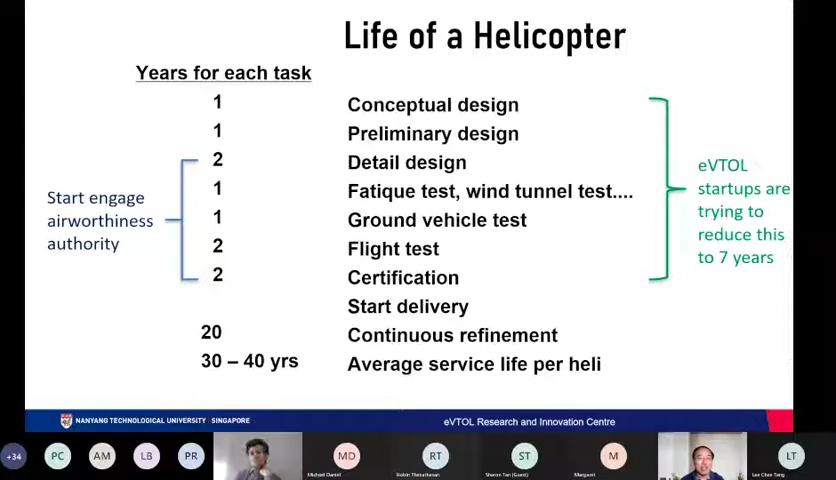 Life of a Helicopter
Years for each task
1 Conceptual design
1 Preliminary design
2 Detail design
1 Fatique test, wind tunnel test....
1 Ground vehicle test
2 Flight test
2 Certification
Start delivery
20 Continuous refinement
30 – 40 yrs Average service life per heli
Start engage
airworthiness
authority
eVTOL
startups are
trying to
reduce this
to 7 years
NANYANG TECHNOLOGICAL UNIVERSITY SINGAPORE
eVTOL Research and Innovation Centre
+34
PC
AM
LB
PR
MD
Michael Daniel
RT
Robin Thevathasan
ST
Sharon Tan (Guest)
M
Margaret
LT
Lee Chee Teng